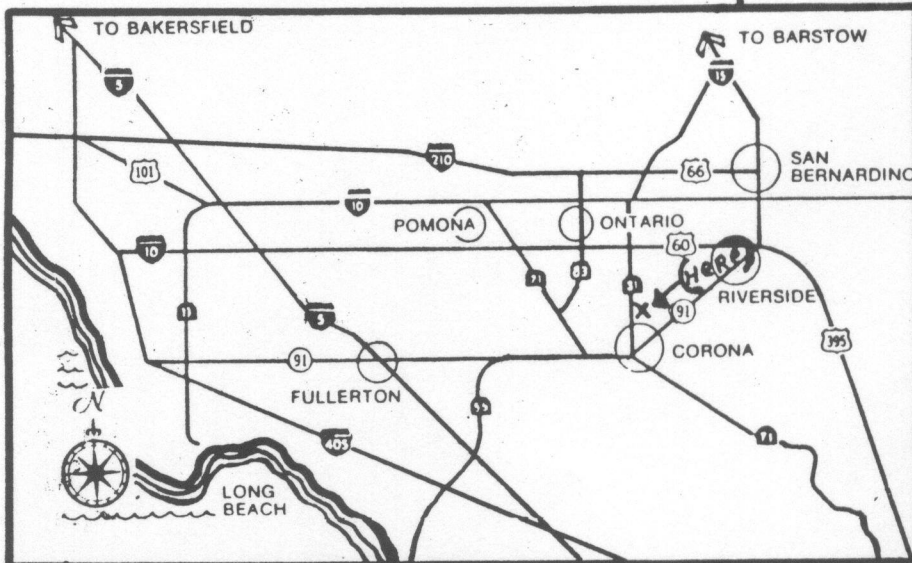 TO BAKERSFIELD
TO BARSTOW
5
15
101
210
66
SAN
BERNARDINO
10
POMONA
ONTARIO
10
60
HERE
71
83
31
X
RIVERSIDE
11
5
91
395
91
CORONA
FULLERTON
55
71
N
405
LONG
BEACH